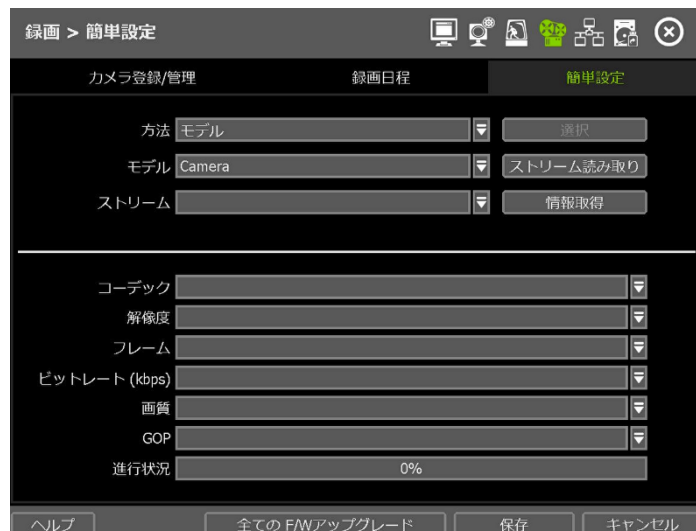 録画 > 簡単設定
カメラ登録/管理 録画日程 簡単設定
方法 モデル 選択
モデル Camera ストリーム読み取り
ストリーム 情報取得
コーデック
解像度
フレーム
ビットレート (kbps)
画質
GOP
進行状況 0%
ヘルプ 全ての F/Wアップグレード 保存 キャンセル